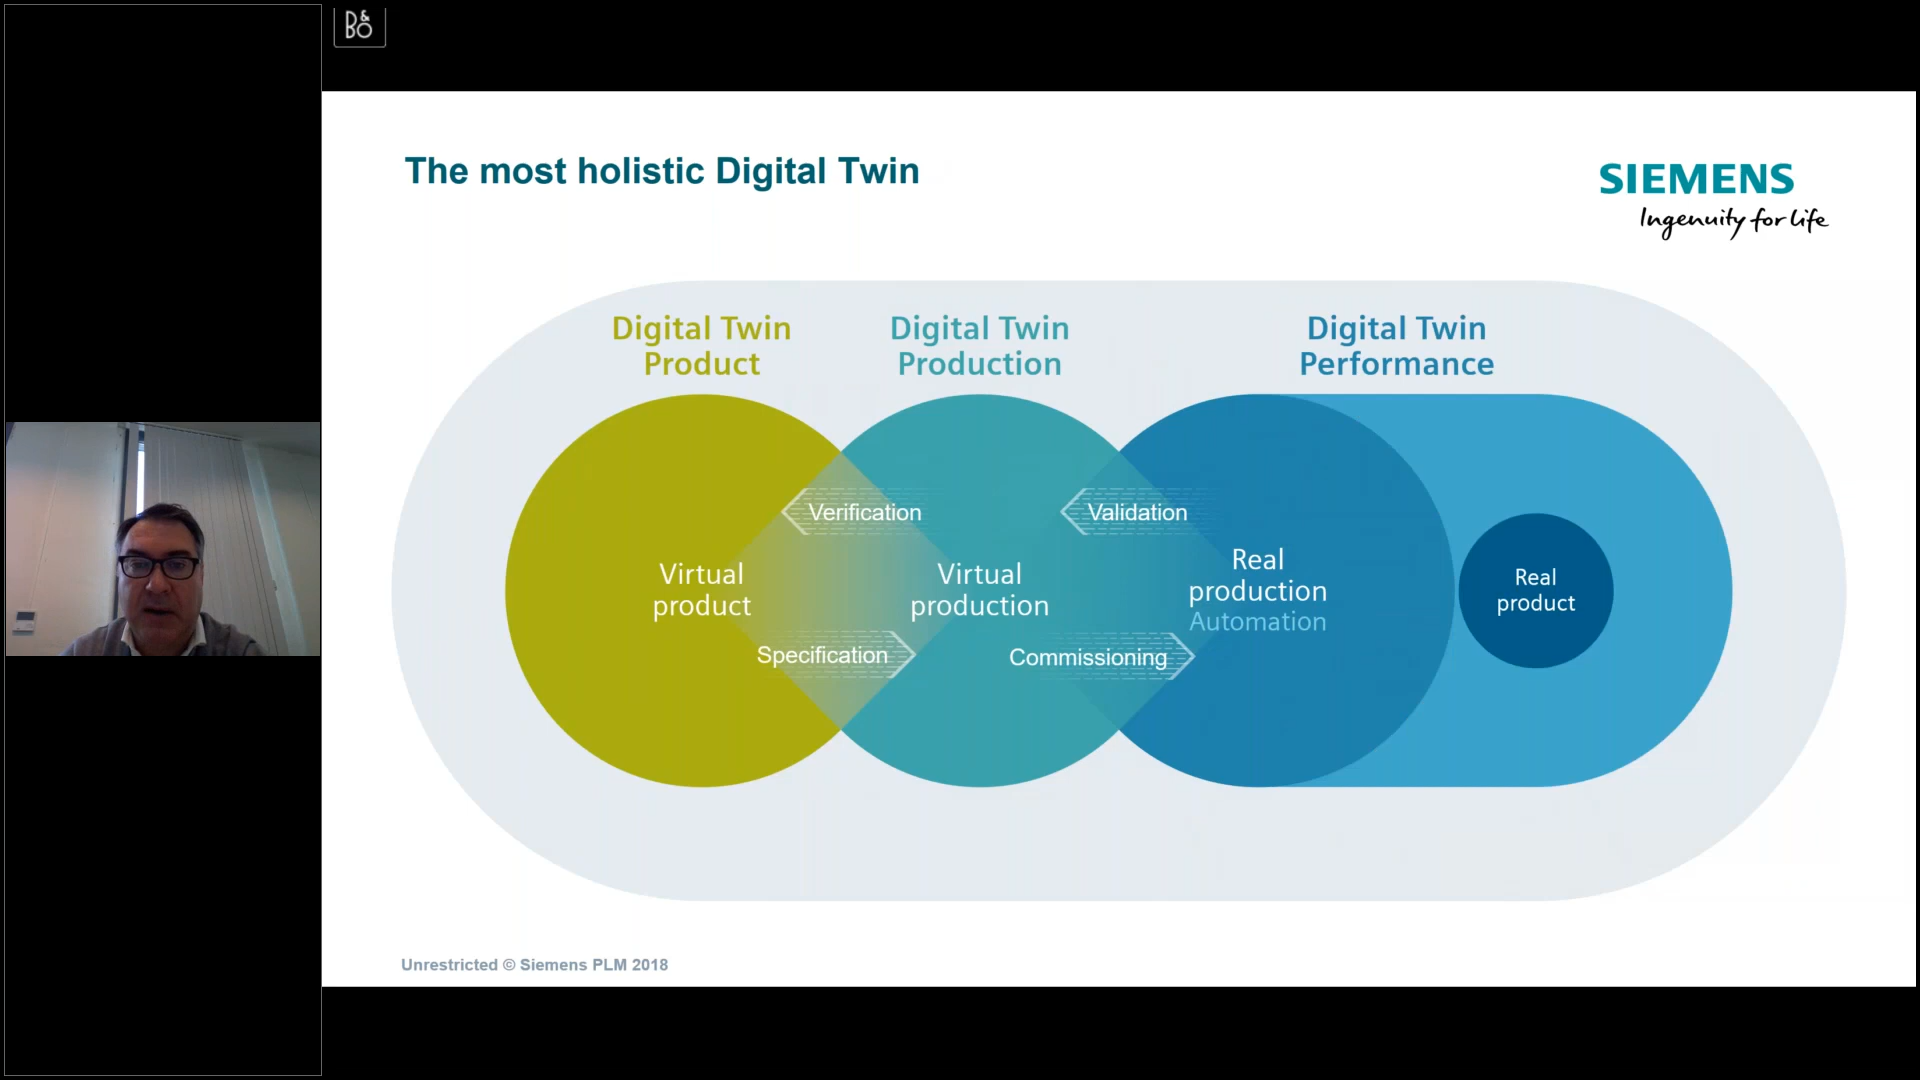 B&O
The most holistic Digital Twin
SIEMENS
Ingenuity for life
Digital Twin
Product
Digital Twin
Production
Digital Twin
Performance
Verification
Validation
Virtual
product
Virtual
production
Real
production
Automation
Real
product
Specification
Commissioning
Unrestricted © Siemens PLM 2018